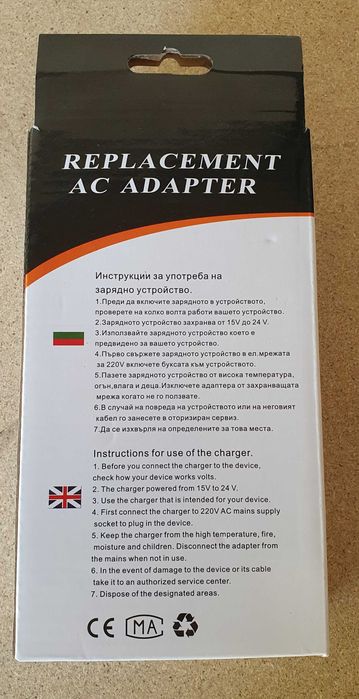 REPLACEMENT
AC ADAPTER
Инструкции за употреба на
зарядно устройство.
1.Преди да включите зарядното в устройството,
проверете на колко волта работи вашето устройство.
2.Зарядното устройство захранва от 15V до 24 V.
3.Използвайте зарядното устройство което е
предвидено за вашето устройство.
4.Първо свържете зарядното устройство в ел.мрежата
за 220V включете буксата към устройството.
5.Пазете зарядното устройство от висока температура,
огън,влага и деца.Изключете адаптера от захранващата
мрежа когато не го ползвате.
6.В случай на повреда на устройството или на неговият
кабел го занесете в оторизиран сервиз.
7.Да се изхвърля на определените за това места.
Instructions for use of the charger.
1. Before you connect the charger to the device,
check how your device works volts.
2. The charger powered from 15V to 24 V.
3. Use the charger that is intended for your device.
4. First connect the charger to 220V AC mains supply
socket to plug in the device.
5. Keep the charger from the high temperature, fire,
moisture and children. Disconnect the adapter from
the mains when not in use.
6. In the event of damage to the device or its cable
take it to an authorized service center.
7. Dispose of the designated areas.
CE MA